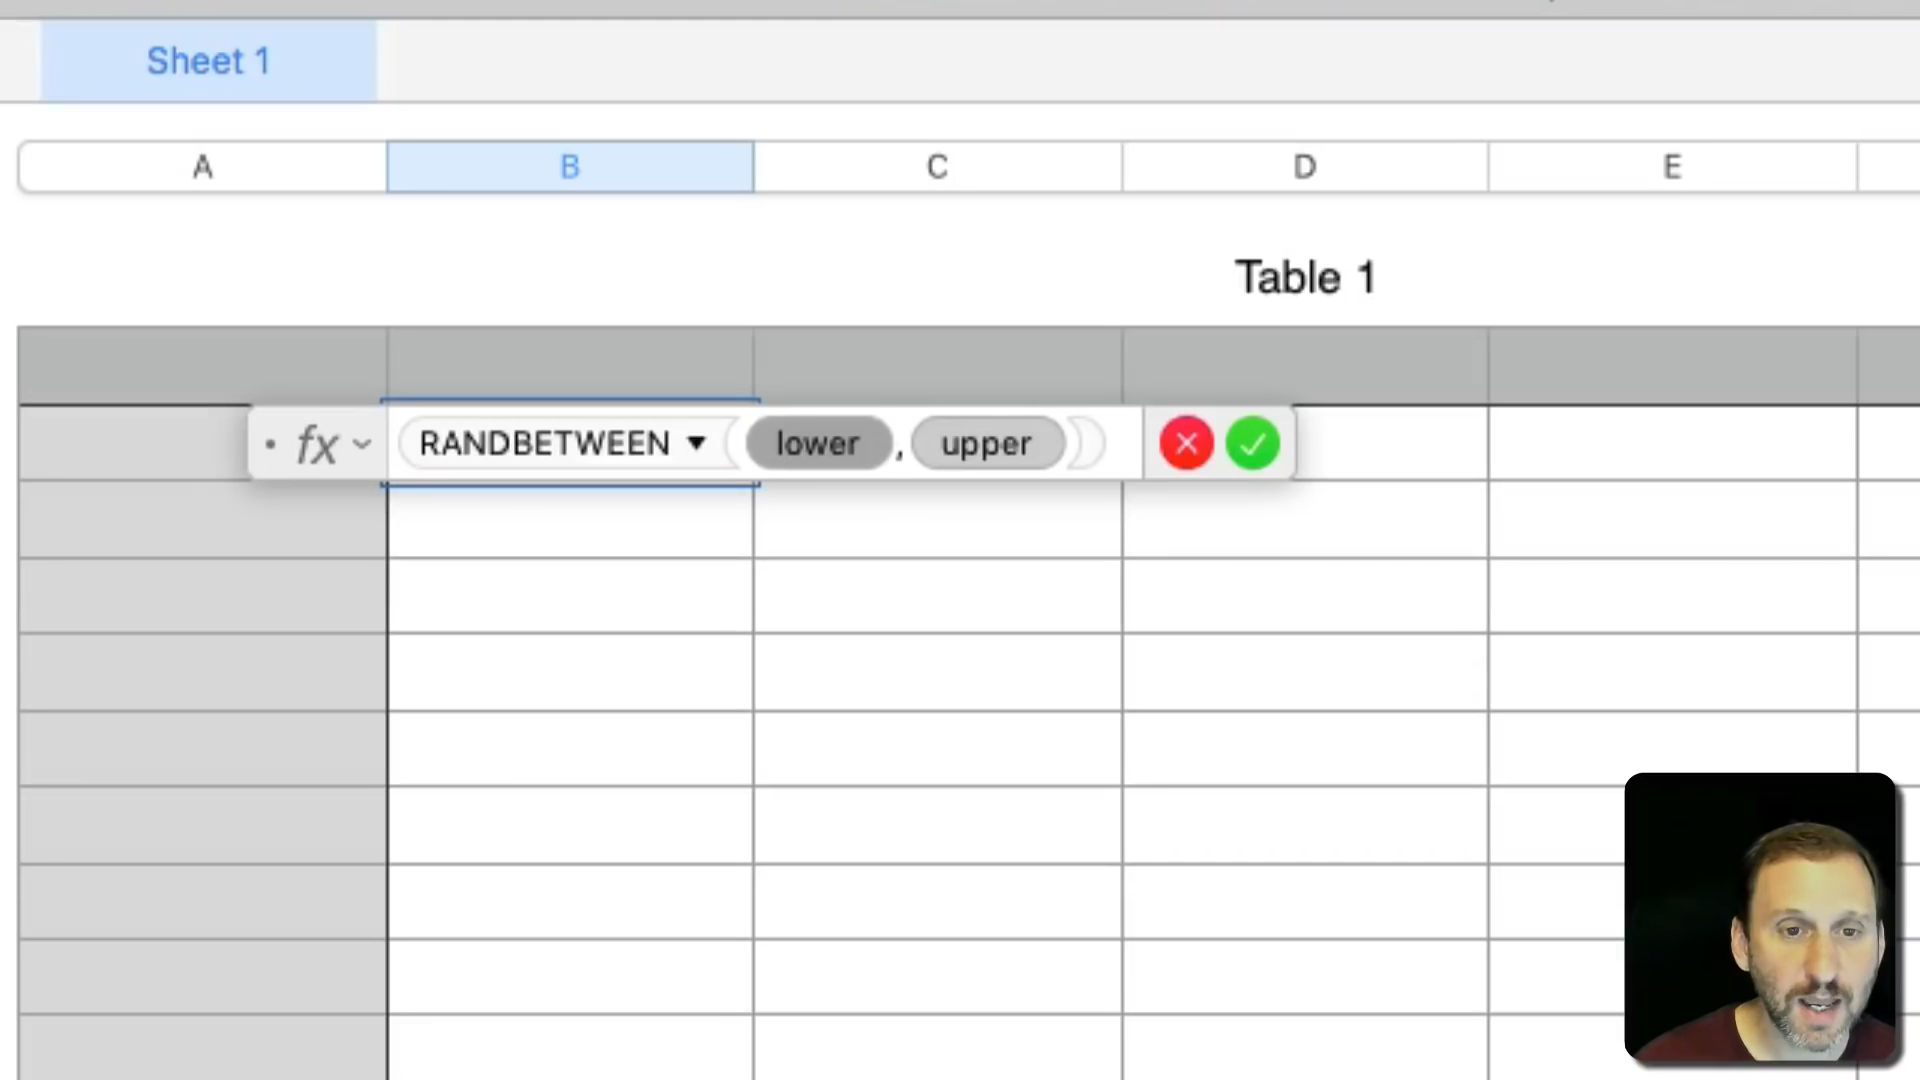 Sheet 1
A B C D E
Table 1
fx RANDBETWEEN ( lower , upper )